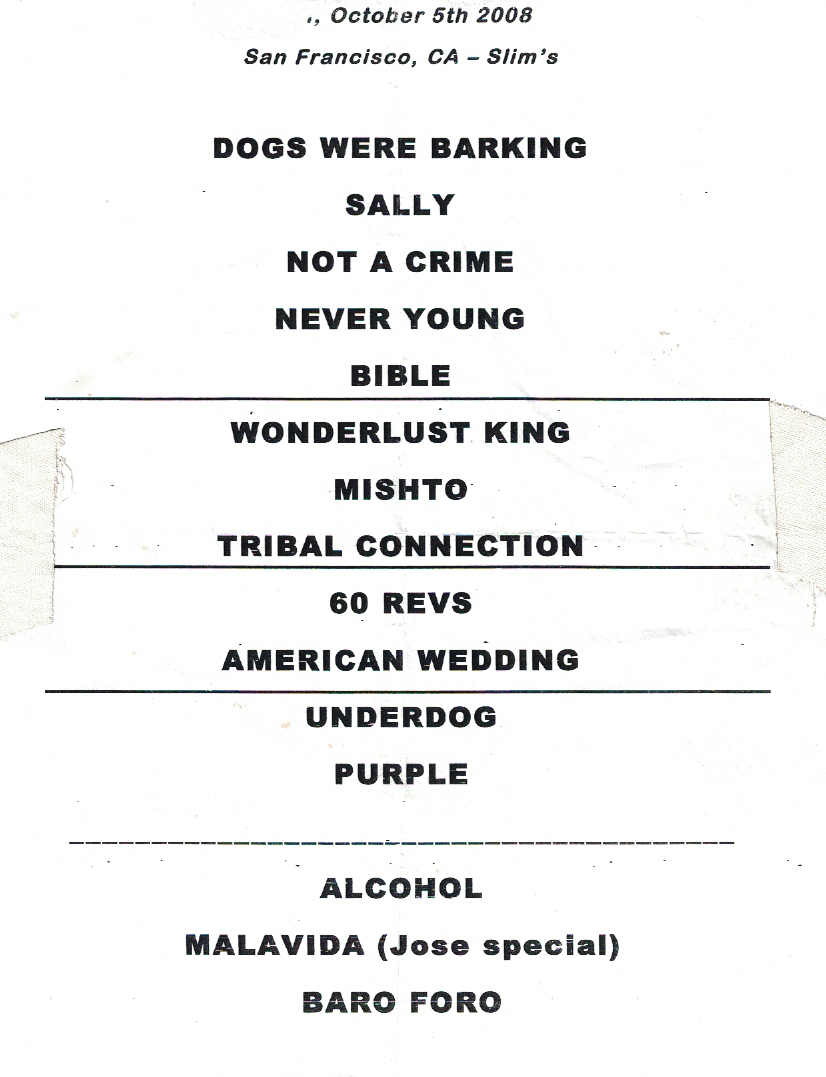 ., October 5th 2008
San Francisco, CA – Slim's
DOGS WERE BARKING
SALLY
NOT A CRIME
NEVER YOUNG
BIBLE
WONDERLUST KING
MISHTO
TRIBAL CONNECTION
60 REVS
AMERICAN WEDDING
UNDERDOG
PURPLE
ALCOHOL
MALAVIDA (Jose special)
BARO FORO